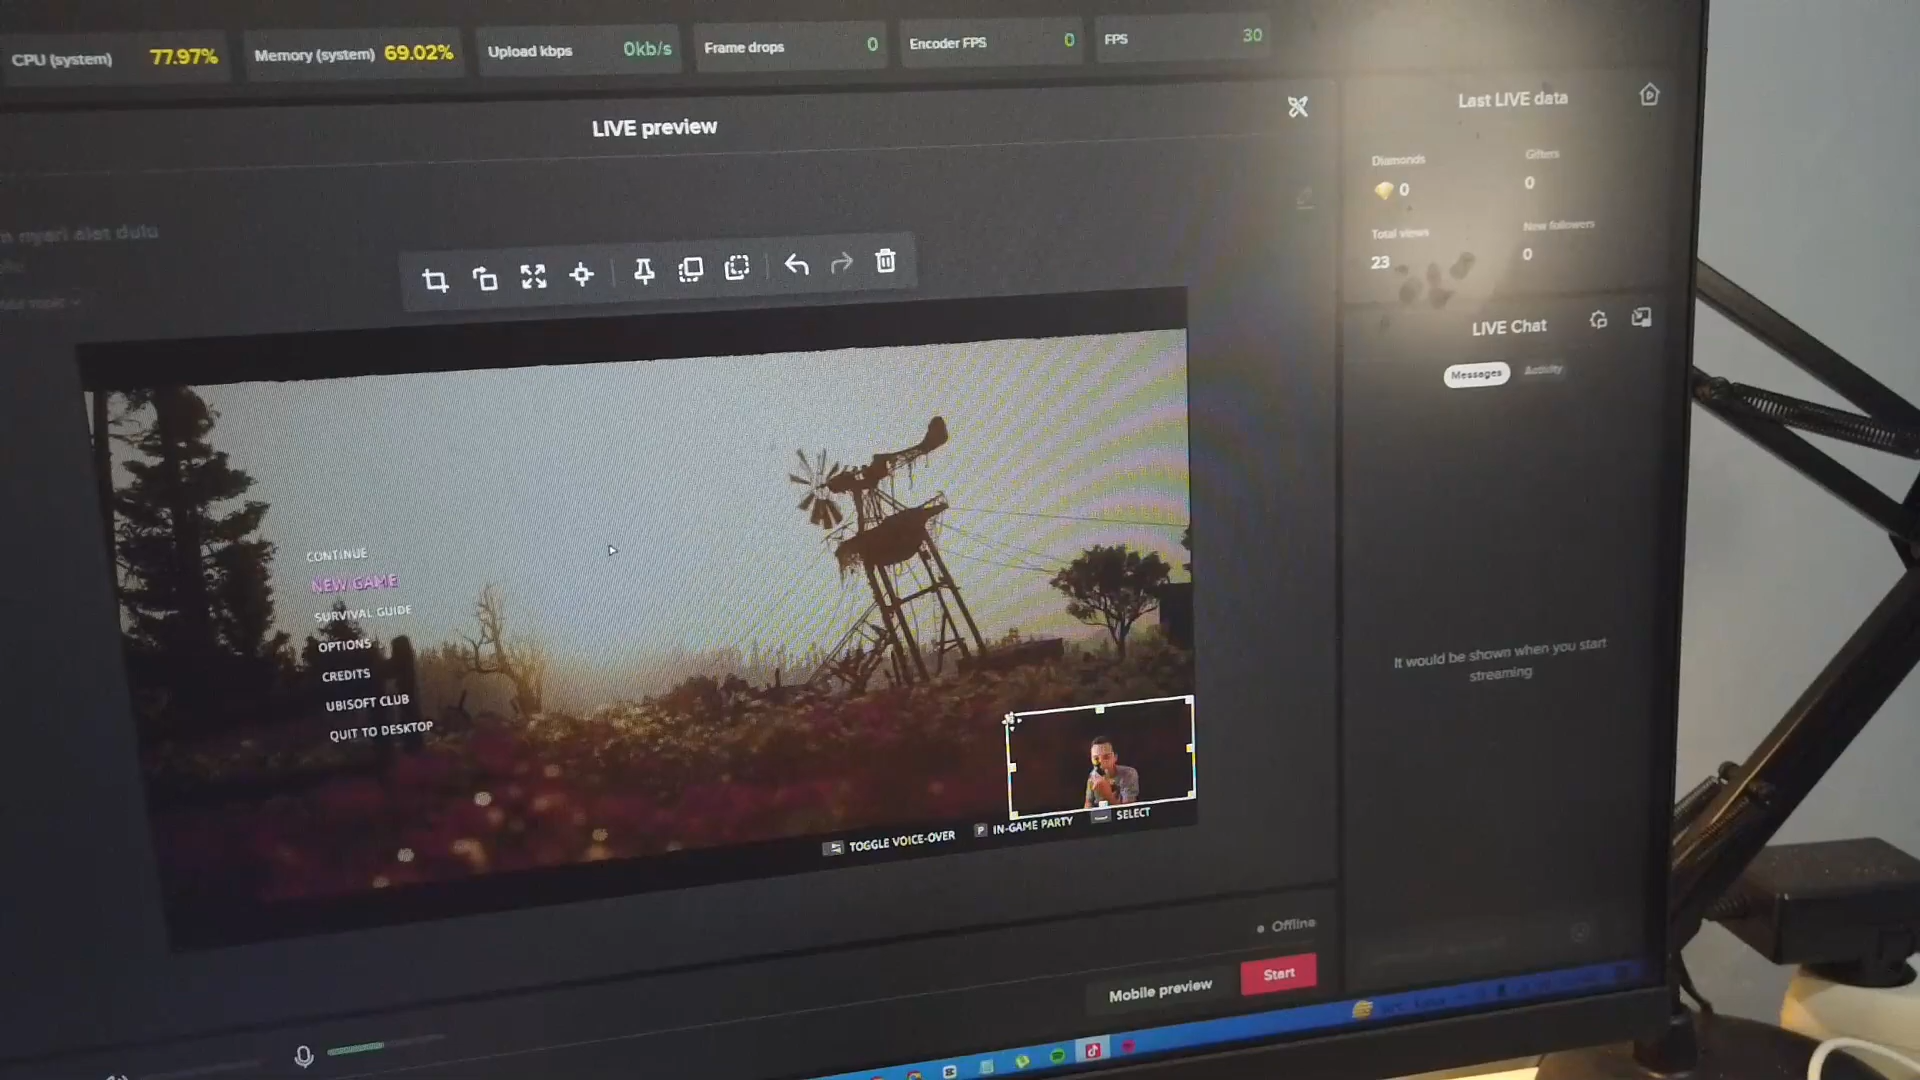 CPU (system) 77.97% Memory (system) 69.02% Upload kbps 0kb/s Frame drops 0 Encoder FPS 0 FPS 30
LIVE preview
nyari alat dulu
CONTINUE
NEW GAME
SURVIVAL GUIDE
OPTIONS
CREDITS
UBISOFT CLUB
QUIT TO DESKTOP
TOGGLE VOICE-OVER P IN-GAME PARTY SELECT
Offline
Mobile preview Start
Last LIVE data
Diamonds Gifters
0 0
Total views New followers
23 0
LIVE Chat
Messages Activity
It would be shown when you start
streaming